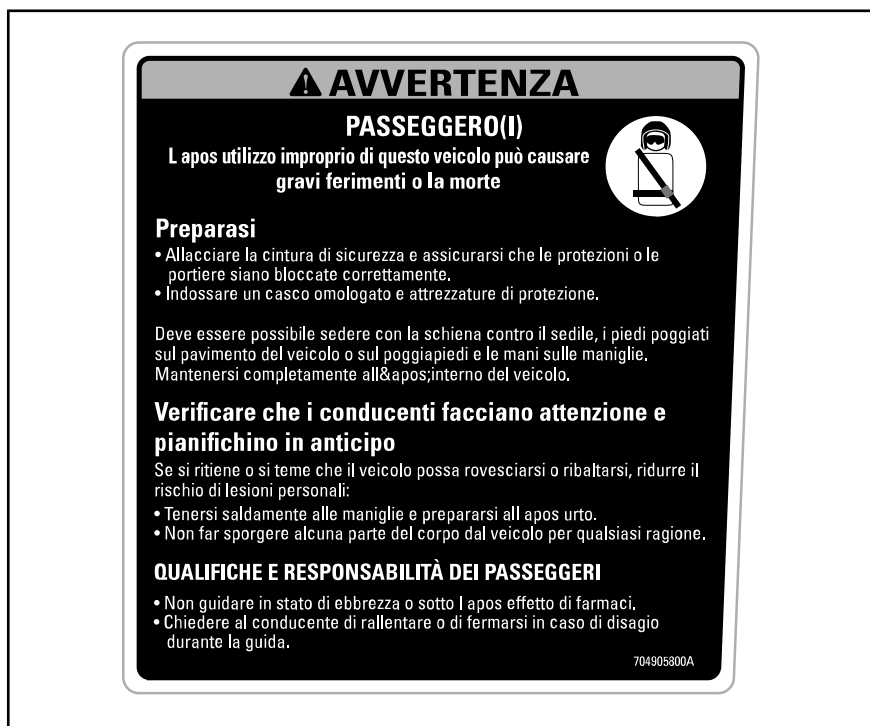 AVVERTENZA
PASSEGGERO(I)
L apos utilizzo improprio di questo veicolo può causare
gravi ferimenti o la morte
Preparasi
• Allacciare la cintura di sicurezza e assicurarsi che le protezioni o le
portiere siano bloccate correttamente.
• Indossare un casco omologato e attrezzature di protezione.
Deve essere possibile sedere con la schiena contro il sedile, i piedi poggiati
sul pavimento del veicolo o sul poggiapiedi e le mani sulle maniglie.
Mantenersi completamente all&apos;interno del veicolo.
Verificare che i conducenti facciano attenzione e
pianifichino in anticipo
Se si ritiene o si teme che il veicolo possa rovesciarsi o ribaltarsi, ridurre il
rischio di lesioni personali:
• Tenersi saldamente alle maniglie e prepararsi all apos urto.
• Non far sporgere alcuna parte del corpo dal veicolo per qualsiasi ragione.
QUALIFICHE E RESPONSABILITÀ DEI PASSEGGERI
• Non guidare in stato di ebbrezza o sotto l apos effetto di farmaci.
• Chiedere al conducente di rallentare o di fermarsi in caso di disagio
durante la guida.
704905800A